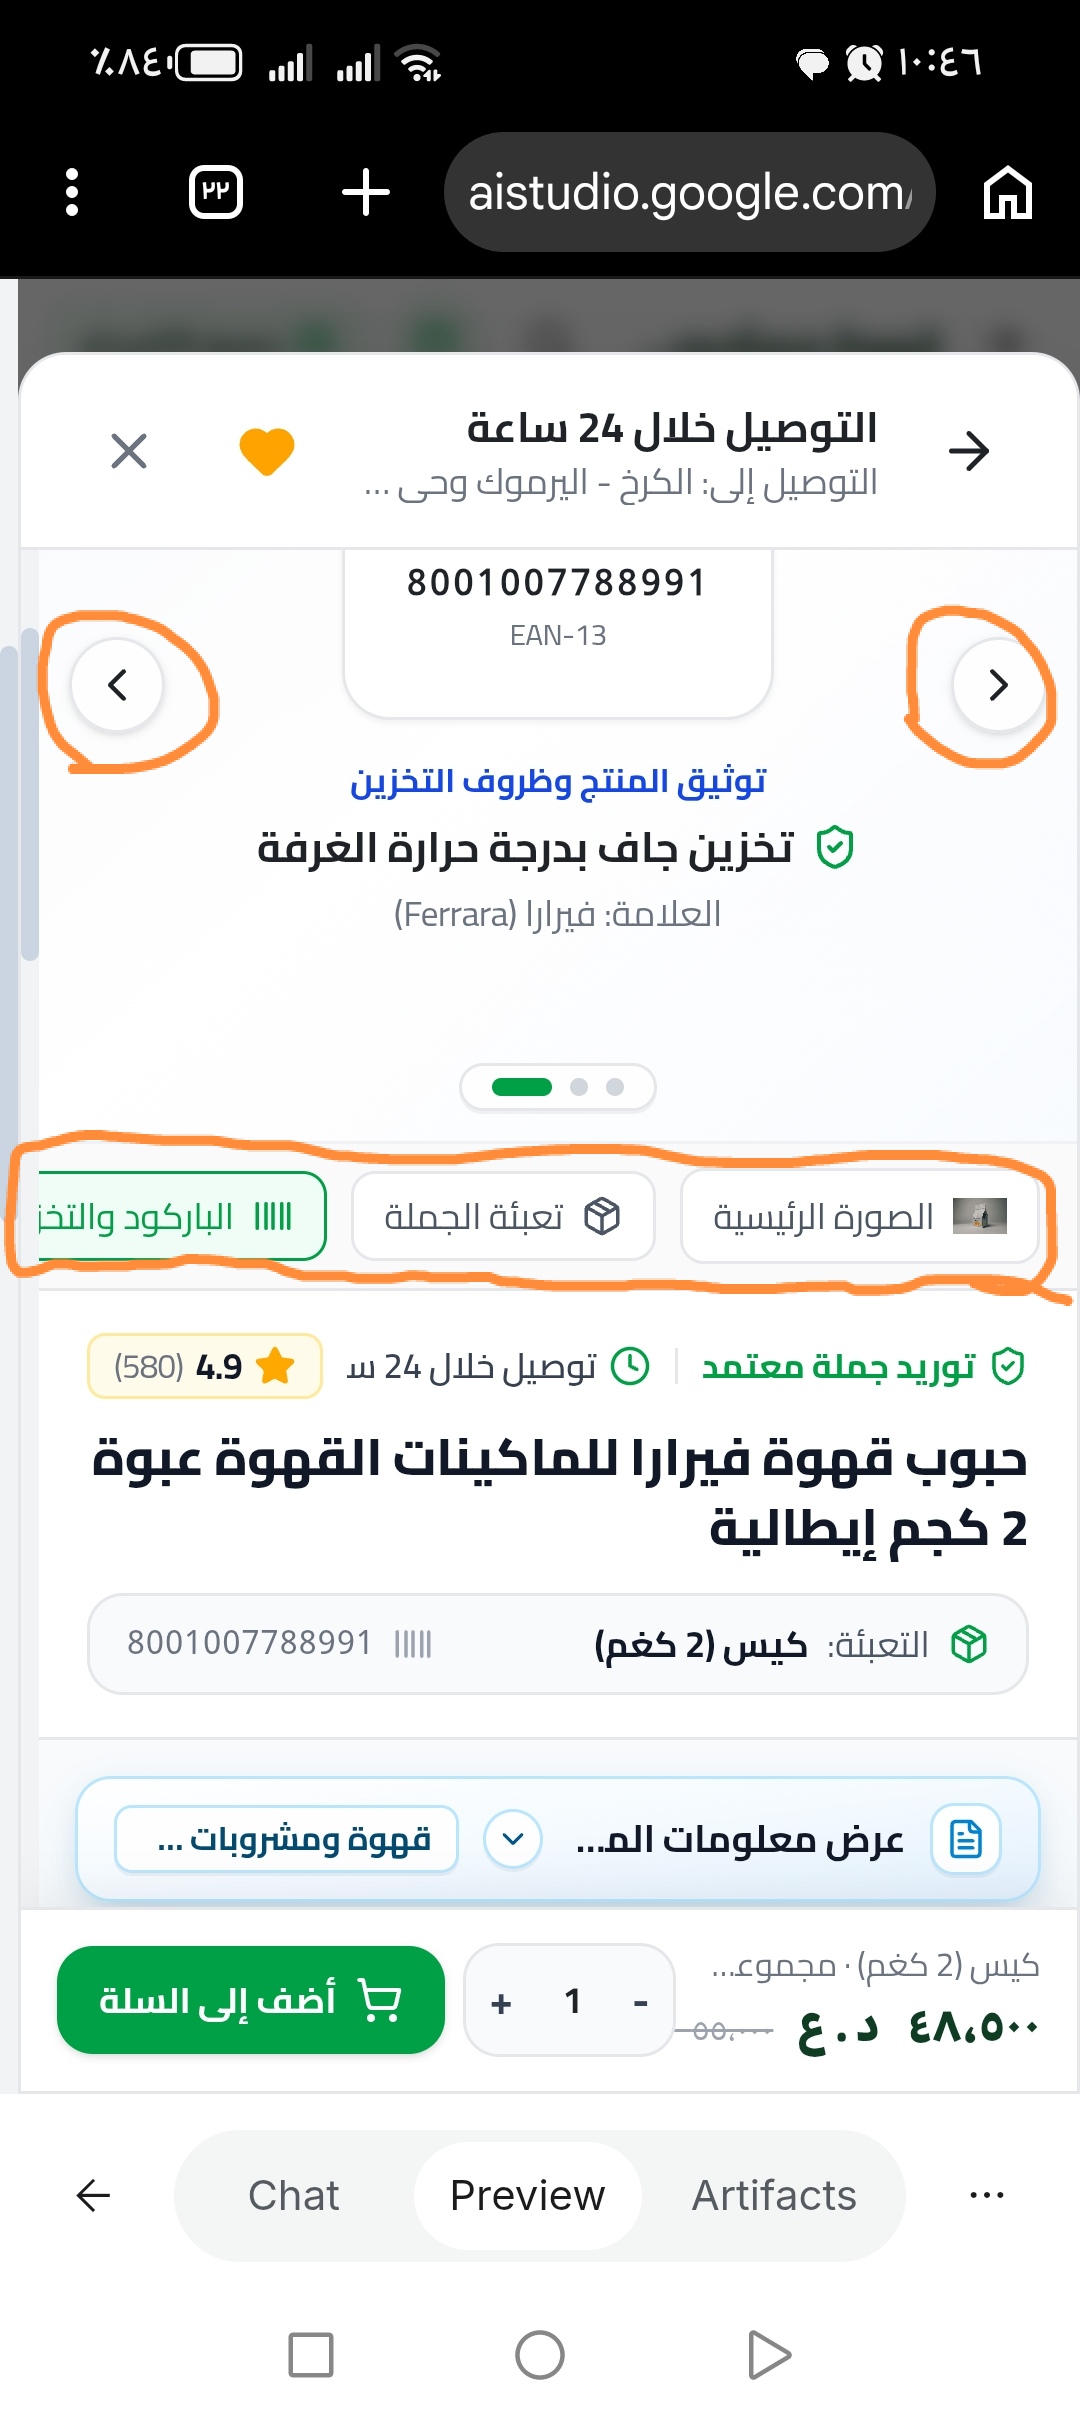 ٪٨٤
١٠:٤٦
٢٢
aistudio.google.com/
التوصيل خلال 24 ساعة
التوصيل إلى: الكرخ - اليرموك وحي ...
8001007788991
EAN-13
توثيق المنتج وظروف التخزين
تخزين جاف بدرجة حرارة الغرفة
العلامة: فيرارا (Ferrara)
الصورة الرئيسية
تعبئة الجملة
الباركود والتخز
توريد جملة معتمد
توصيل خلال 24 س
4.9 (580)
حبوب قهوة فيرارا للماكينات القهوة عبوة
2 كجم إيطالية
التعبئة: كيس (2 كغم)
8001007788991
عرض معلومات الم...
قهوة ومشروبات ...
كيس (2 كغم) · مجموعـ...
٤٨،٥٠٠ د.ع
٥٥،٠٠٠
- 1 +
أضف إلى السلة
Chat
Preview
Artifacts